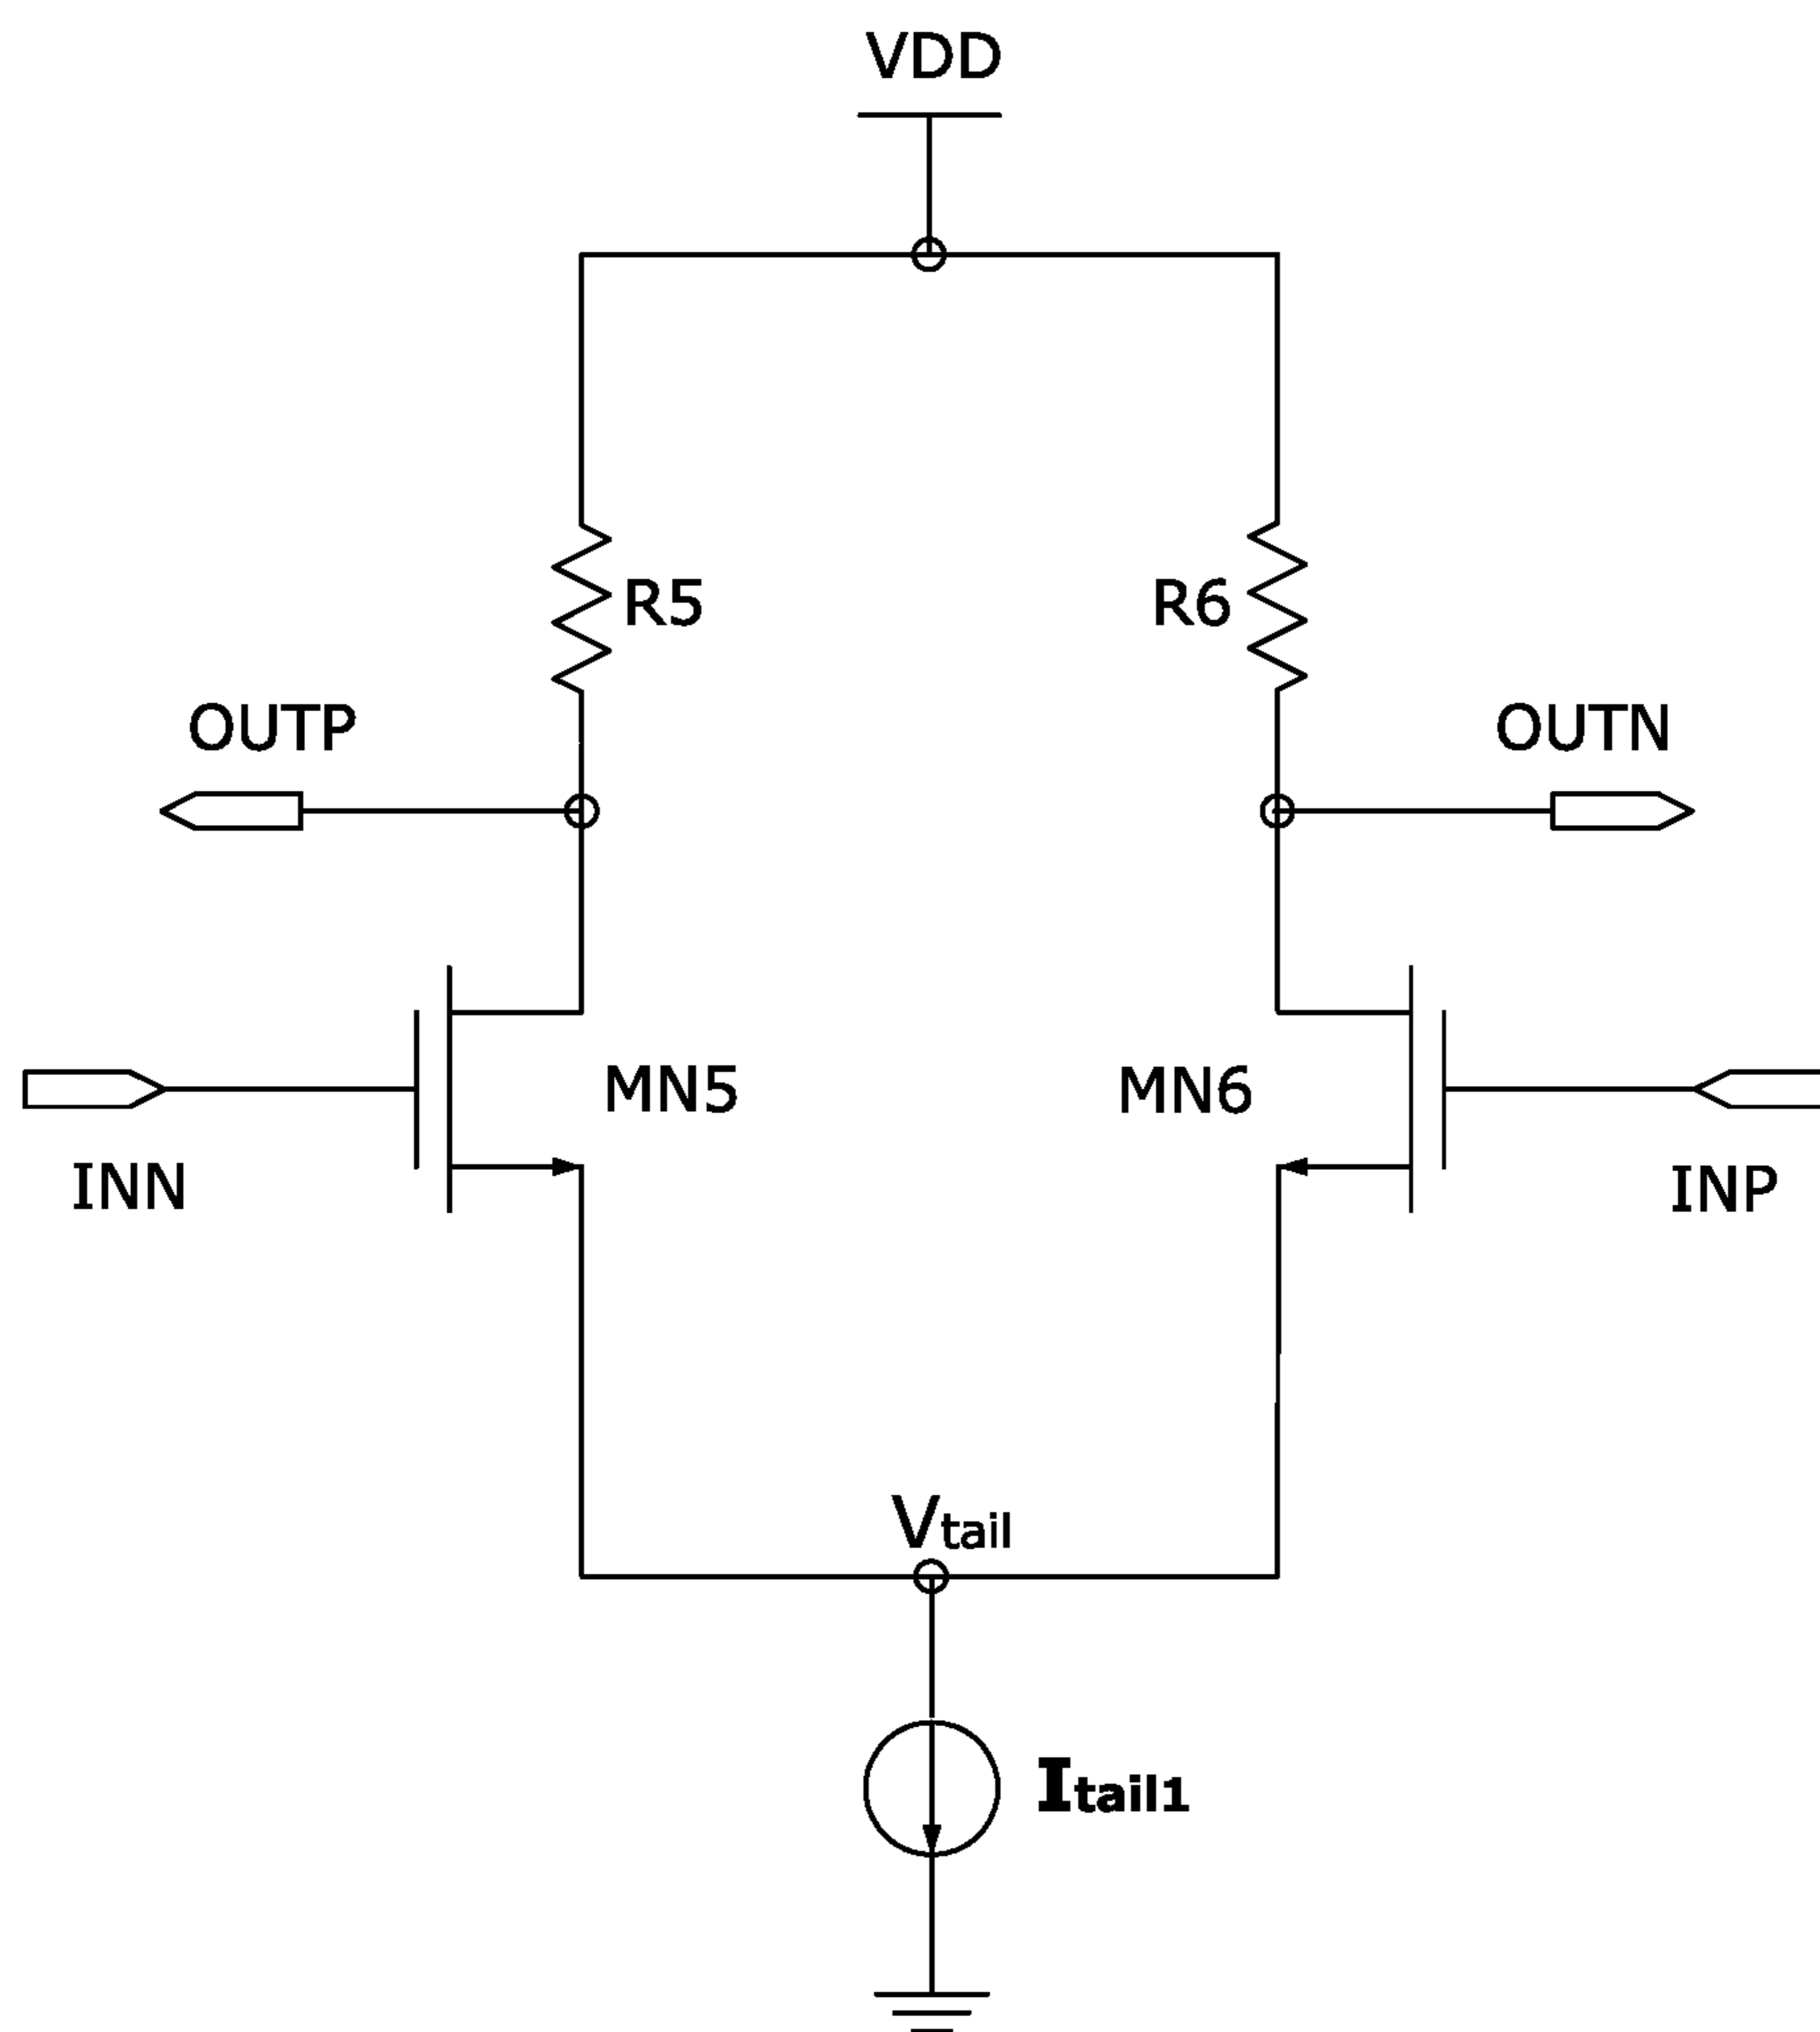 VDD
R5
R6
OUTP
OUTN
MN5
MN6
INN
INP
Vtail
Itail1